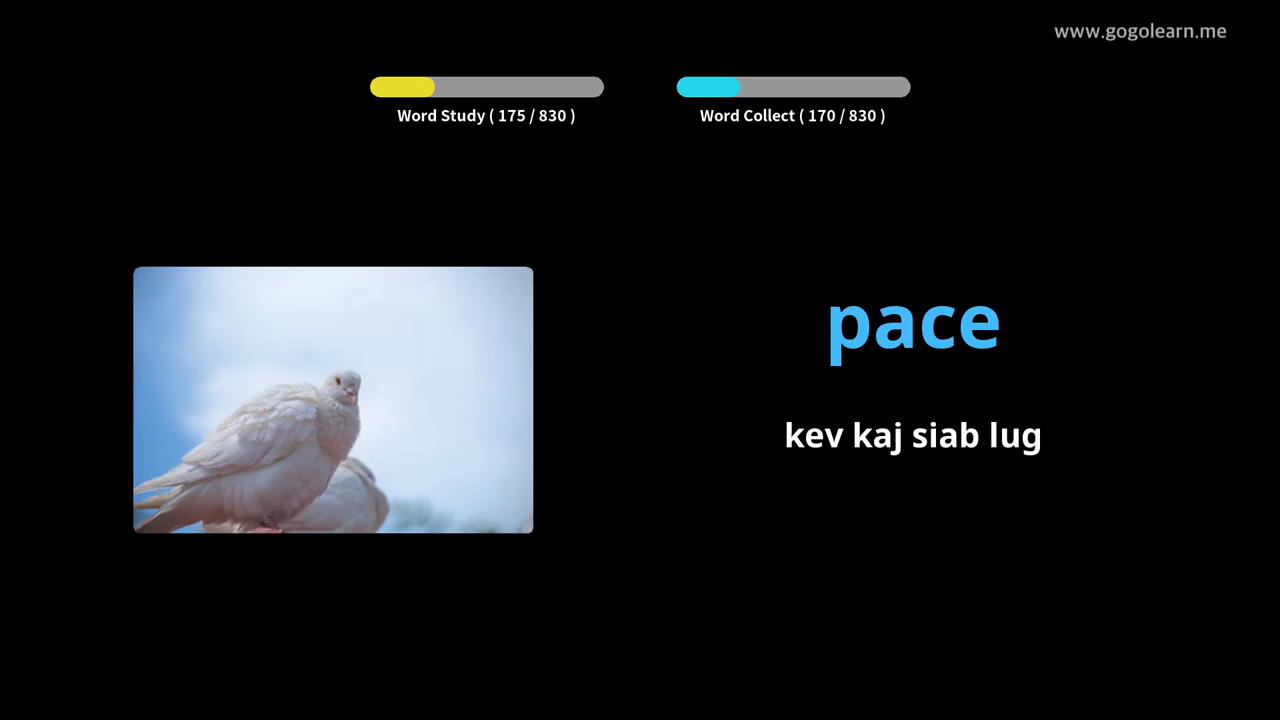 www.gogolearn.me
Word Study ( 175 / 830 )
Word Collect ( 170 / 830 )
pace
kev kaj siab lug